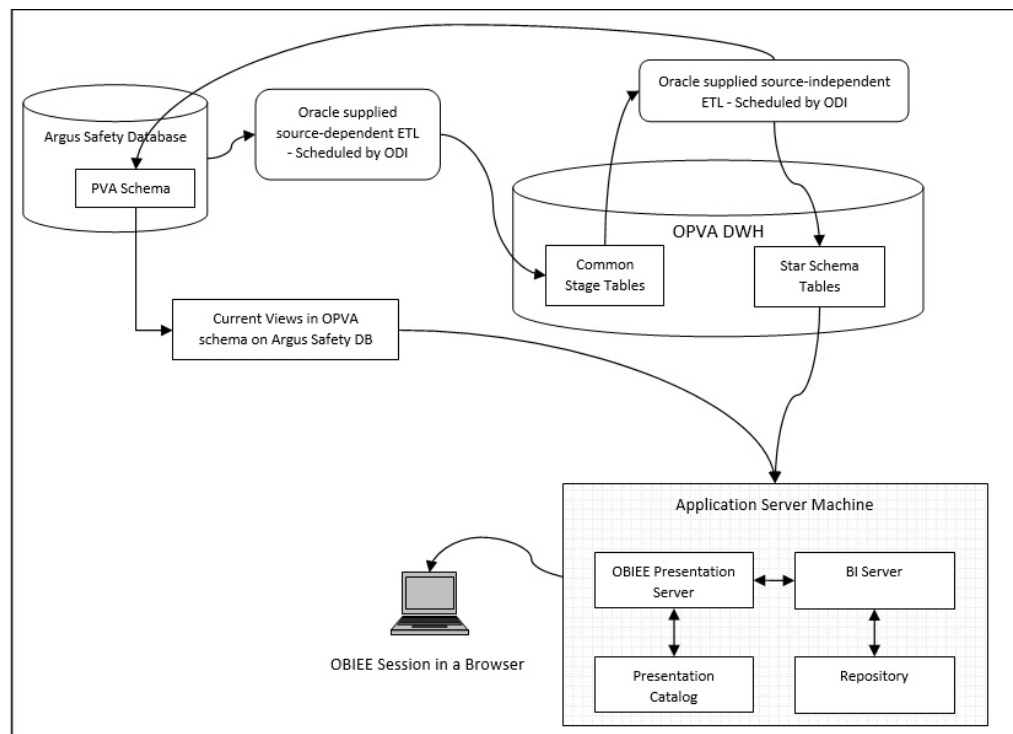 Oracle supplied source-independent
ETL - Scheduled by ODI
Argus Safety Database
PVA Schema
Oracle supplied
source-dependent ETL
- Scheduled by ODI
OPVA DWH
Common
Stage Tables
Star Schema
Tables
Current Views in OPVA
schema on Argus Safety DB
Application Server Machine
OBIEE Presentation
Server
BI Server
Presentation
Catalog
Repository
OBIEE Session in a Browser